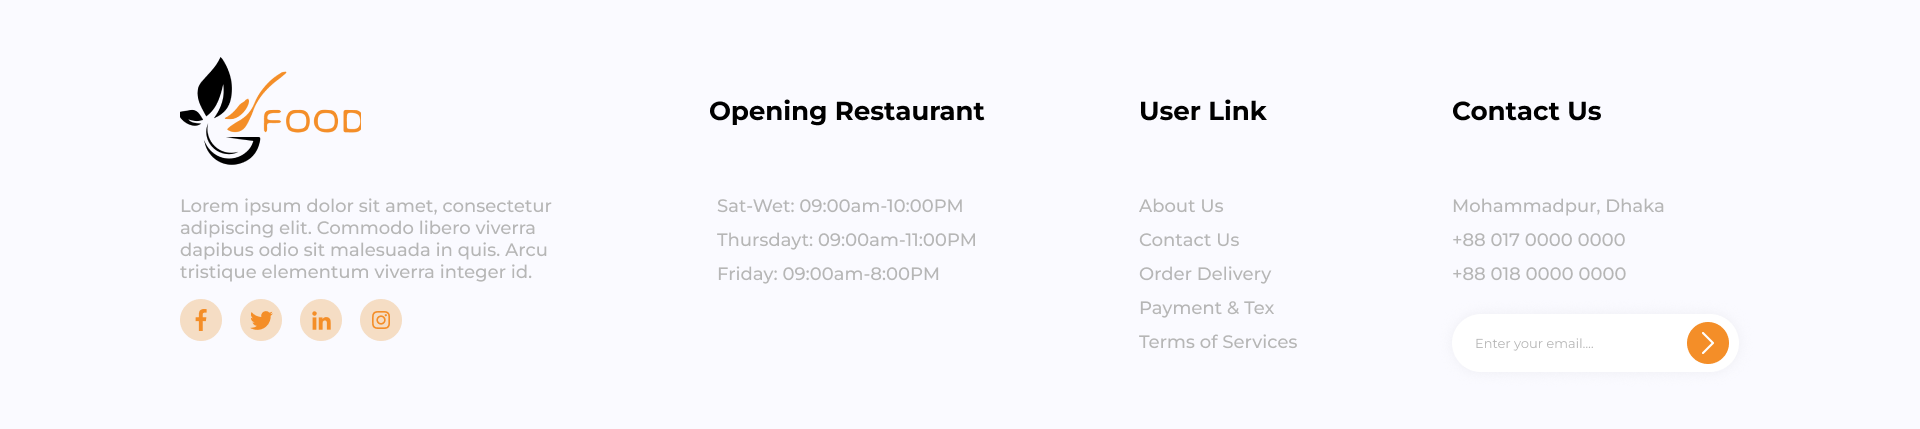 FOOD
Lorem ipsum dolor sit amet, consectetur
adipiscing elit. Commodo libero viverra
dapibus odio sit malesuada in quis. Arcu
tristique elementum viverra integer id.
Opening Restaurant
Sat-Wet: 09:00am-10:00PM
Thursdayt: 09:00am-11:00PM
Friday: 09:00am-8:00PM
User Link
About Us
Contact Us
Order Delivery
Payment & Tex
Terms of Services
Contact Us
Mohammadpur, Dhaka
+88 017 0000 0000
+88 018 0000 0000
Enter your email....